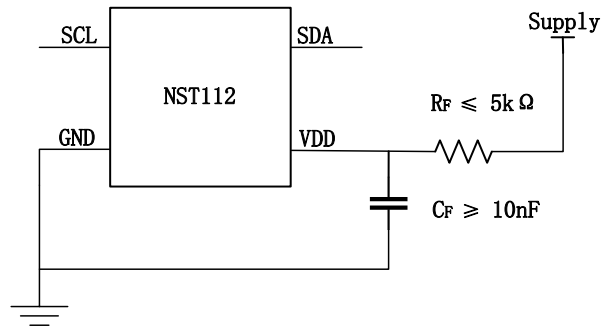 Supply
SCL
SDA
NST112
RF ≤ 5kΩ
GND
VDD
CF ≥ 10nF